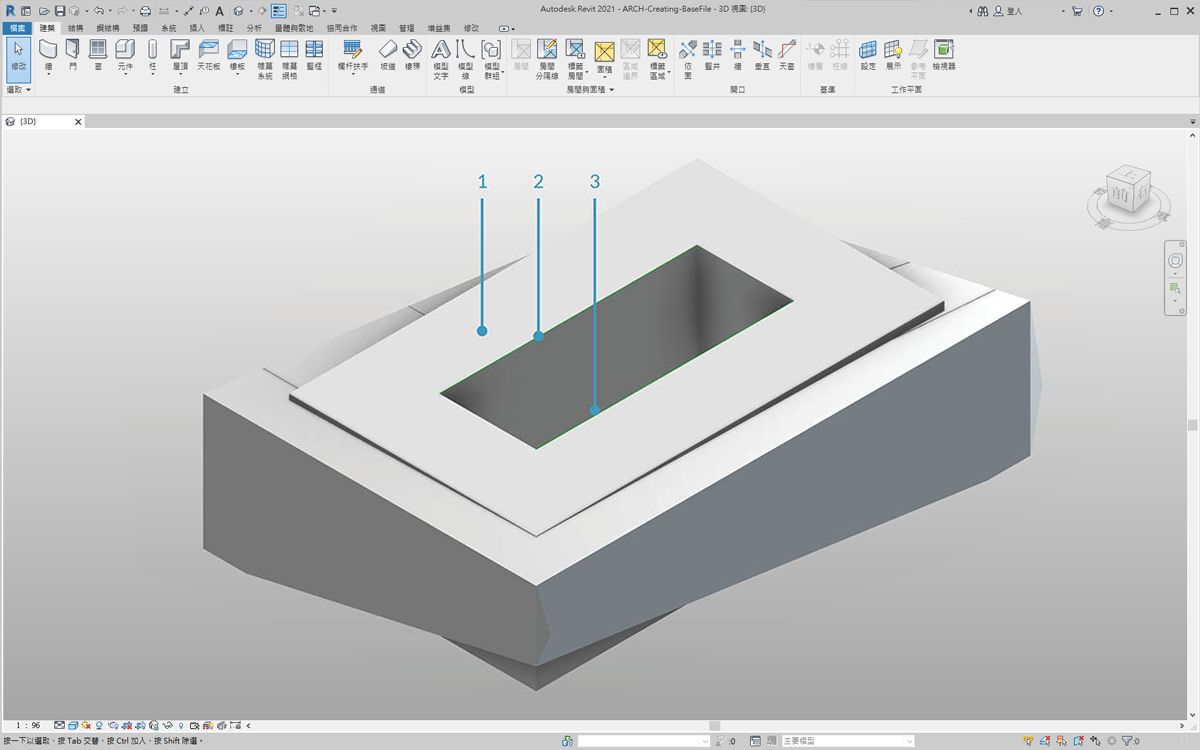 Autodesk Revit 2021 - ARCH-Creating-BaseFile - 3D 視圖: {3D}
登入
檔案 建築 結構 鋼結構 預鑄 系統 插入 標註 分析 量體與敷地 協同合作 視圖 管理 增益集 修改
修改 牆 門 窗 元件 柱 屋頂 天花板 樓板 帷幕系統 帷幕網格 豎框 欄杆扶手 坡道 樓梯 模型文字 模型線 模型群組 房間 房間分隔線 標籤房間 面積 區域邊界 標籤區域 依面 豎井 牆 垂直 天窗 樓層 柱線 設定 展示 參考平面 檢視器
選取 建立 通道 模型 房間與面積 開口 基準 工作平面
{3D}
1 2 3
上
前 右
1 : 96
按一下以選取、按 Tab 交替、按 Ctrl 加入、按 Shift 除選。
:0
主要模型
:0